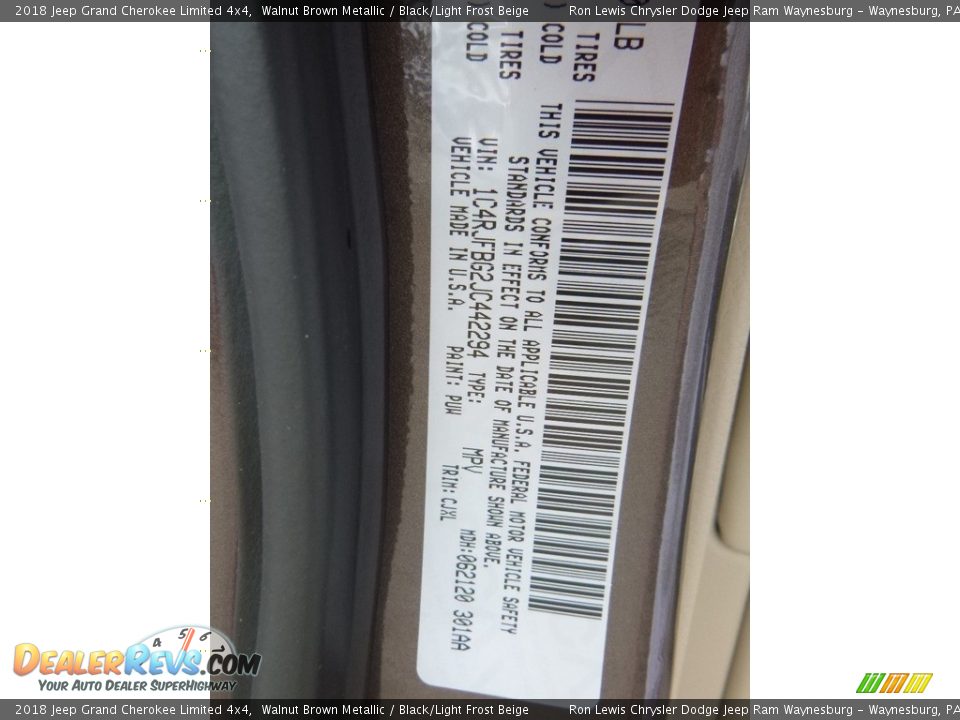 2018 Jeep Grand Cherokee Limited 4x4, Walnut Brown Metallic / Black/Light Frost Beige Ron Lewis Chrysler Dodge Jeep Ram Waynesburg – Waynesburg, PA
LB
TIRES
COLD
TIRES
COLD
THIS VEHICLE CONFORMS TO ALL APPLICABLE U.S.A. FEDERAL MOTOR VEHICLE SAFETY
STANDARDS IN EFFECT ON THE DATE OF MANUFACTURE SHOWN ABOVE.
VIN: 1C4RJFBG2JC442294 TYPE: MPV MDH:062120 301AA
VEHICLE MADE IN U.S.A. PAINT: PUW TRIM: CJXL
4 5 6
DEALERREVS.COM
YOUR AUTO DEALER SUPERHIGHWAY
2018 Jeep Grand Cherokee Limited 4x4, Walnut Brown Metallic / Black/Light Frost Beige Ron Lewis Chrysler Dodge Jeep Ram Waynesburg – Waynesburg, PA